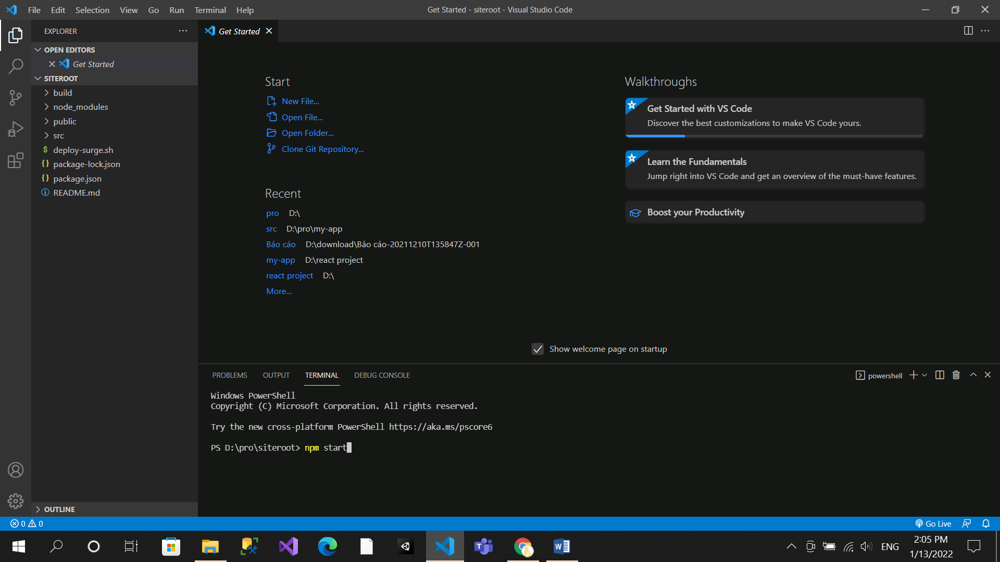 File Edit Selection View Go Run Terminal Help
Get Started - siteroot - Visual Studio Code
EXPLORER
OPEN EDITORS
Get Started
SITEROOT
build
node_modules
public
src
deploy-surge.sh
package-lock.json
package.json
README.md
OUTLINE
Get Started
Start
New File...
Open File...
Open Folder...
Clone Git Repository...
Recent
pro D:\
src D:\pro\my-app
Báo cáo D:\download\Báo cáo-20211210T135847Z-001
my-app D:\react project
react project D:\
More...
Walkthroughs
Get Started with VS Code
Discover the best customizations to make VS Code yours.
Learn the Fundamentals
Jump right into VS Code and get an overview of the must-have features.
Boost your Productivity
Show welcome page on startup
PROBLEMS OUTPUT TERMINAL DEBUG CONSOLE
powershell
Windows PowerShell
Copyright (C) Microsoft Corporation. All rights reserved.
Try the new cross-platform PowerShell https://aka.ms/pscore6
PS D:\pro\siteroot> npm start
0 0
Go Live
ENG
2:05 PM
1/13/2022